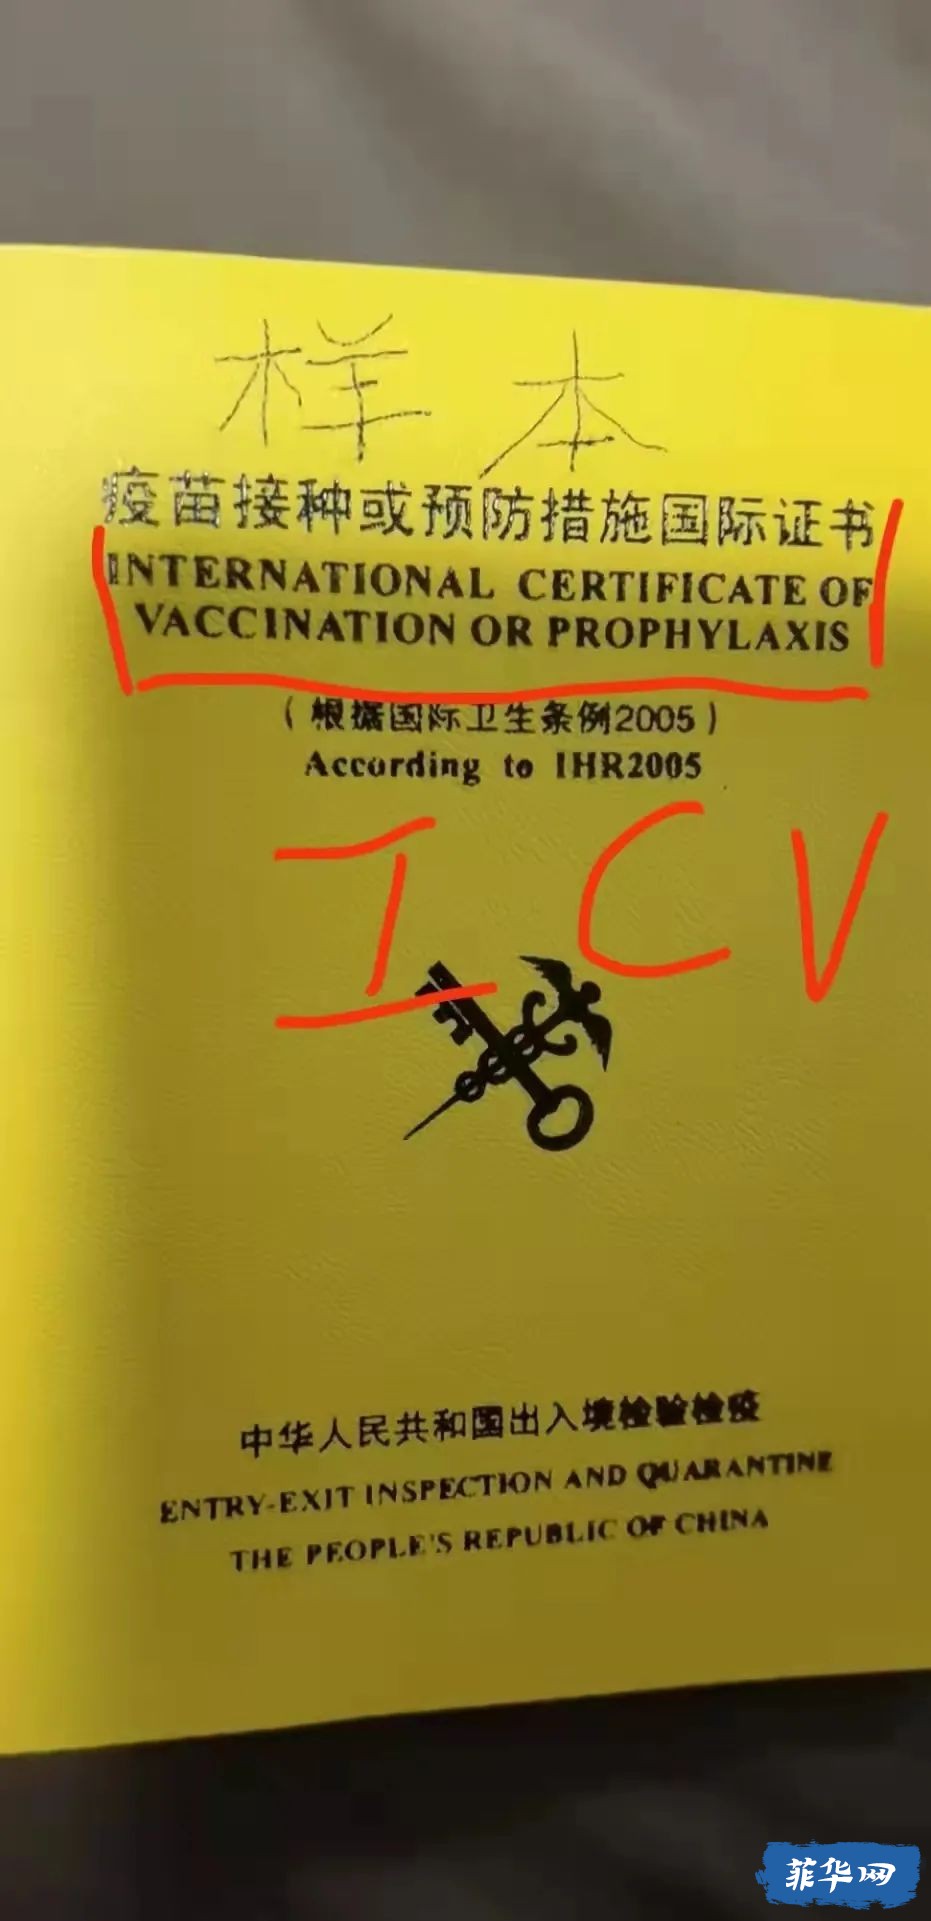 样本
疫苗接种或预防措施国际证书
INTERNATIONAL CERTIFICATE OF
VACCINATION OR PROPHYLAXIS
(根据国际卫生条例2005)
According to IHR2005
I C V
中华人民共和国出入境检验检疫
ENTRY-EXIT INSPECTION AND QUARANTINE
THE PEOPLE'S REPUBLIC OF CHINA
菲华网